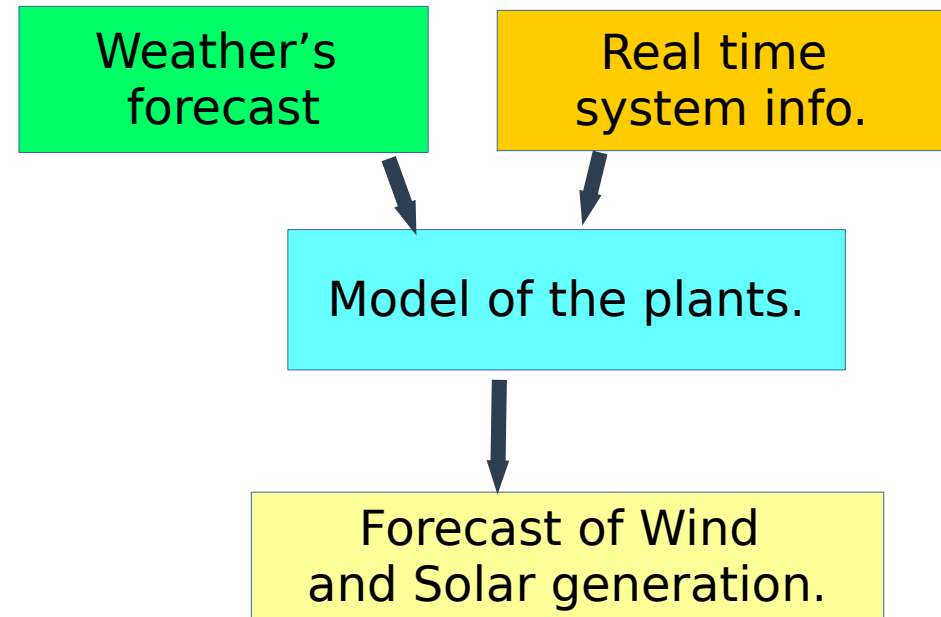 Weather’s
forecast
Real time
system info.
Model of the plants.
Forecast of Wind
and Solar generation.